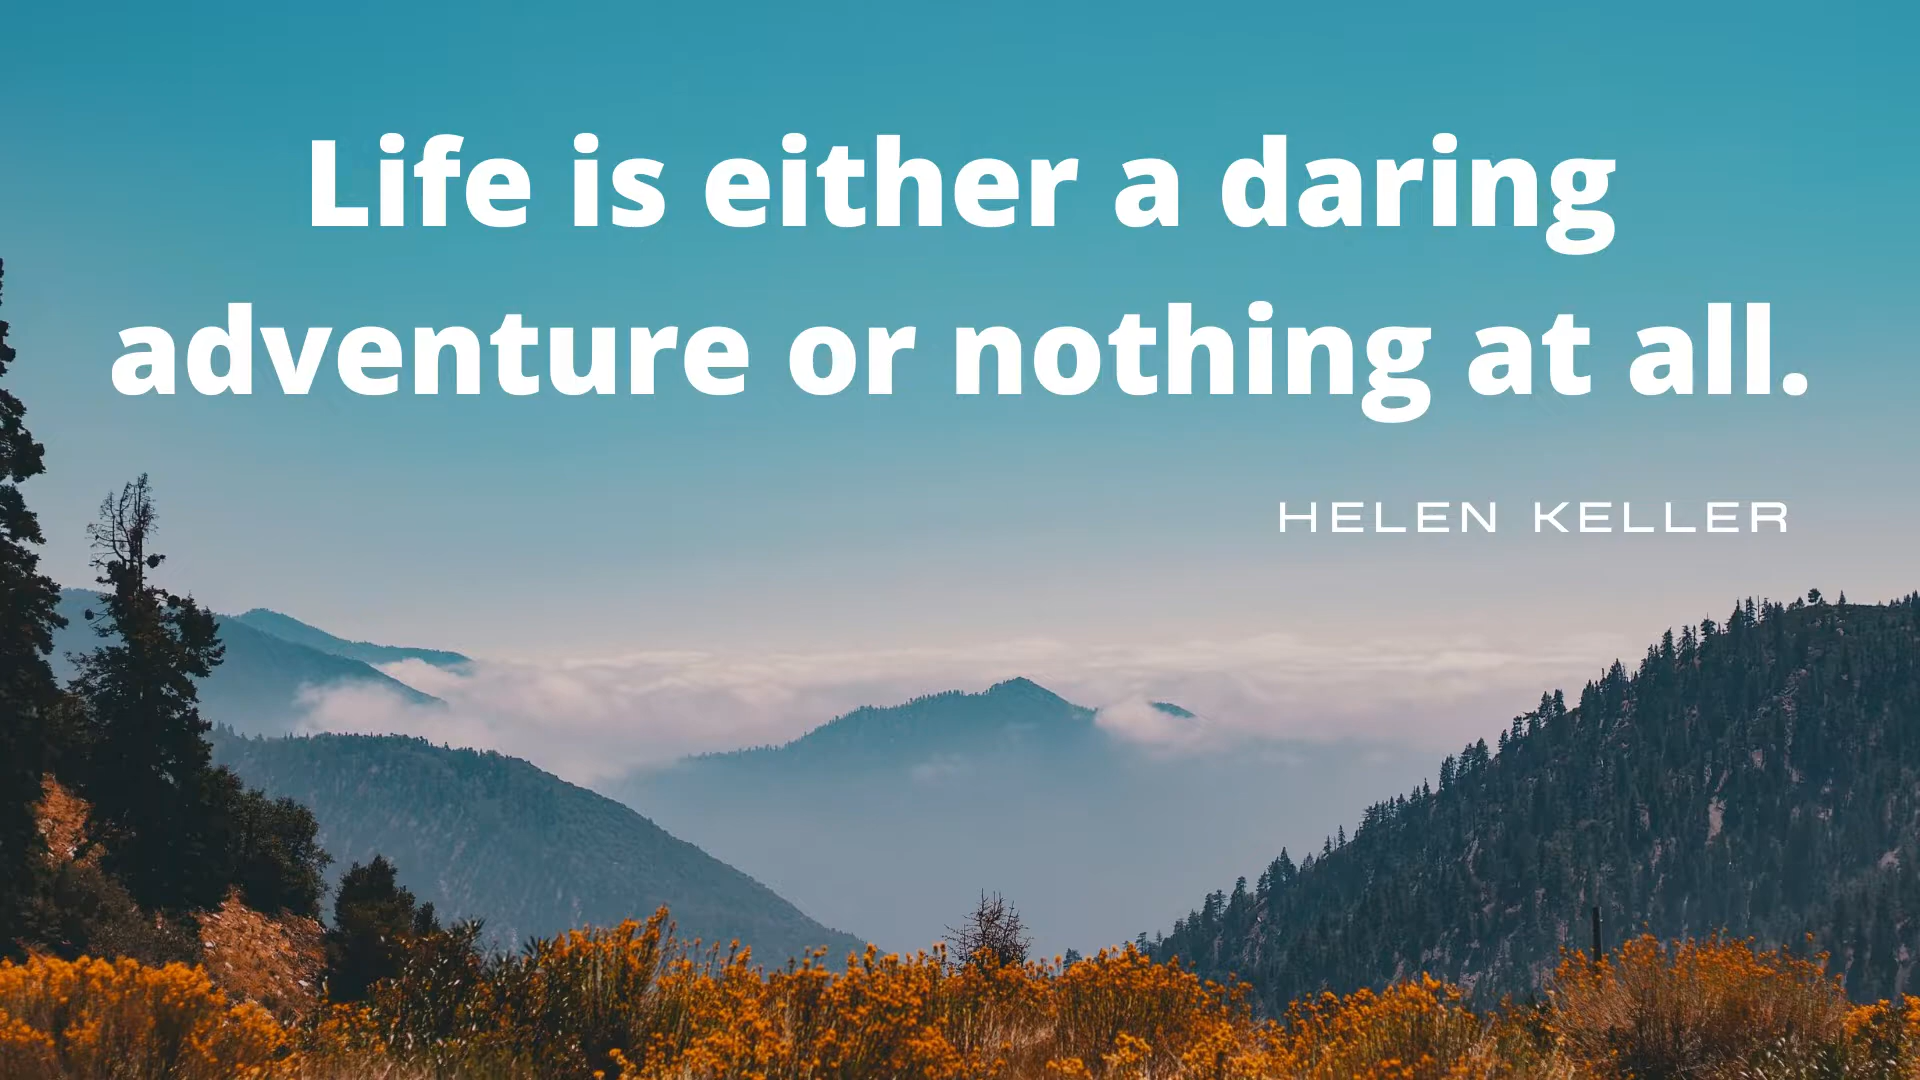 Life is either a daring
adventure or nothing at all.
HELEN KELLER